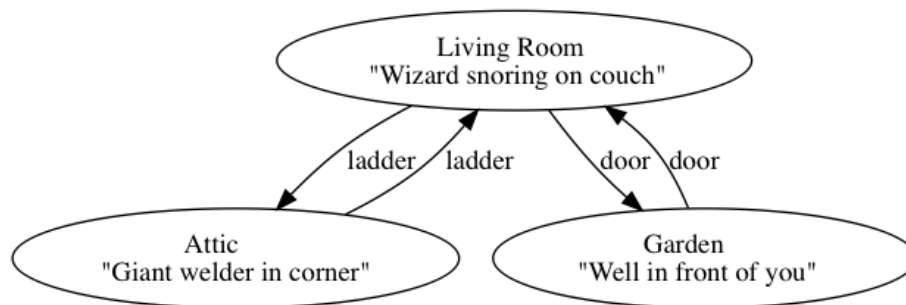 Living Room
"Wizard snoring on couch"
ladder
ladder
door
door
Attic
"Giant welder in corner"
Garden
"Well in front of you"